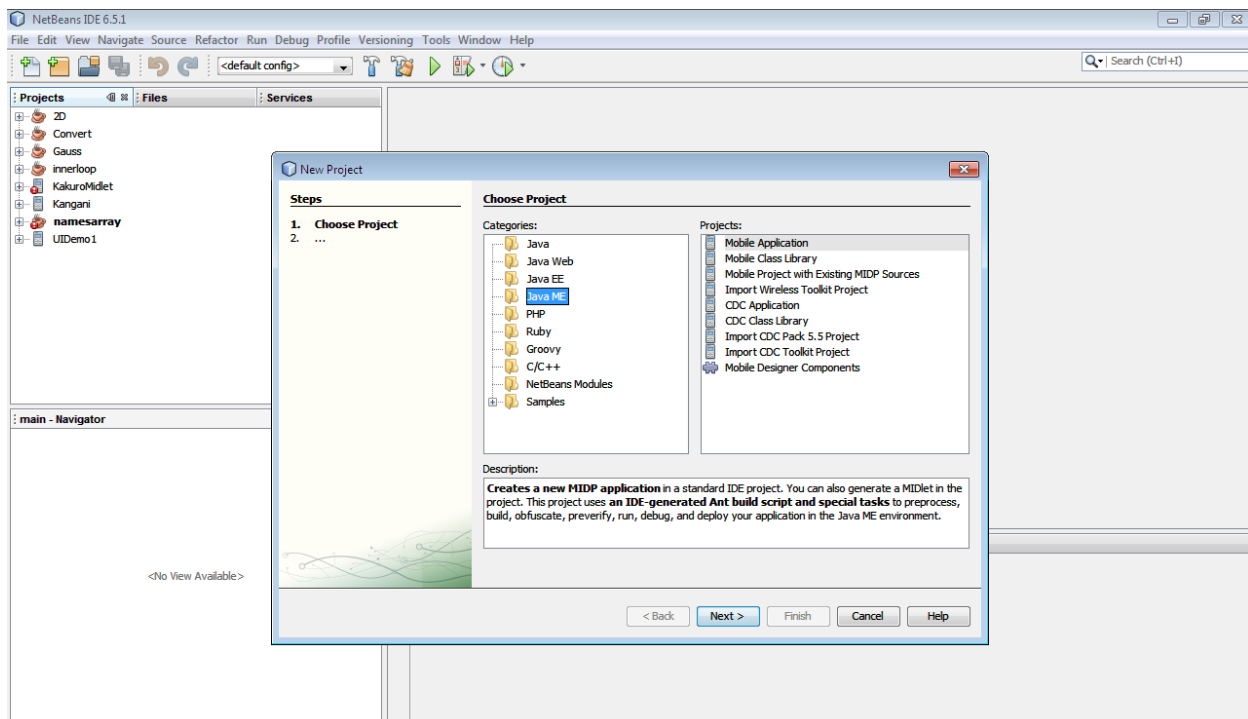 NetBeans IDE 6.5.1
File Edit View Navigate Source Refactor Run Debug Profile Versioning Tools Window Help
<default config>
Search (Ctrl+I)
Projects Files Services
2D
Convert
Gauss
innerloop
KakuroMidlet
Kangani
namesarray
UIDemo1
main - Navigator
<No View Available>
New Project
Steps
1. Choose Project
2. ...
Choose Project
Categories:
Java
Java Web
Java EE
Java ME
PHP
Ruby
Groovy
C/C++
NetBeans Modules
Samples
Projects:
Mobile Application
Mobile Class Library
Mobile Project with Existing MIDP Sources
Import Wireless Toolkit Project
CDC Application
CDC Class Library
Import CDC Pack 5.5 Project
Import CDC Toolkit Project
Mobile Designer Components
Description:
Creates a new MIDP application in a standard IDE project. You can also generate a MIDlet in the
project. This project uses an IDE-generated Ant build script and special tasks to preprocess,
build, obfuscate, preverify, run, debug, and deploy your application in the Java ME environment.
< Back Next > Finish Cancel Help